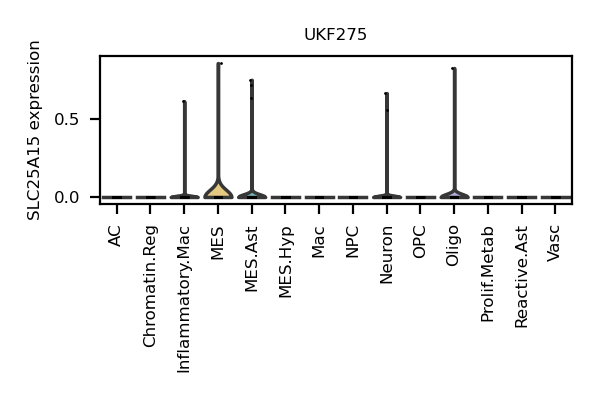 UKF275
SLC25A15 expression
0.5
0.0
AC
Chromatin.Reg
Inflammatory.Mac
MES
MES.Ast
MES.Hyp
Mac
NPC
Neuron
OPC
Oligo
Prolif.Metab
Reactive.Ast
Vasc